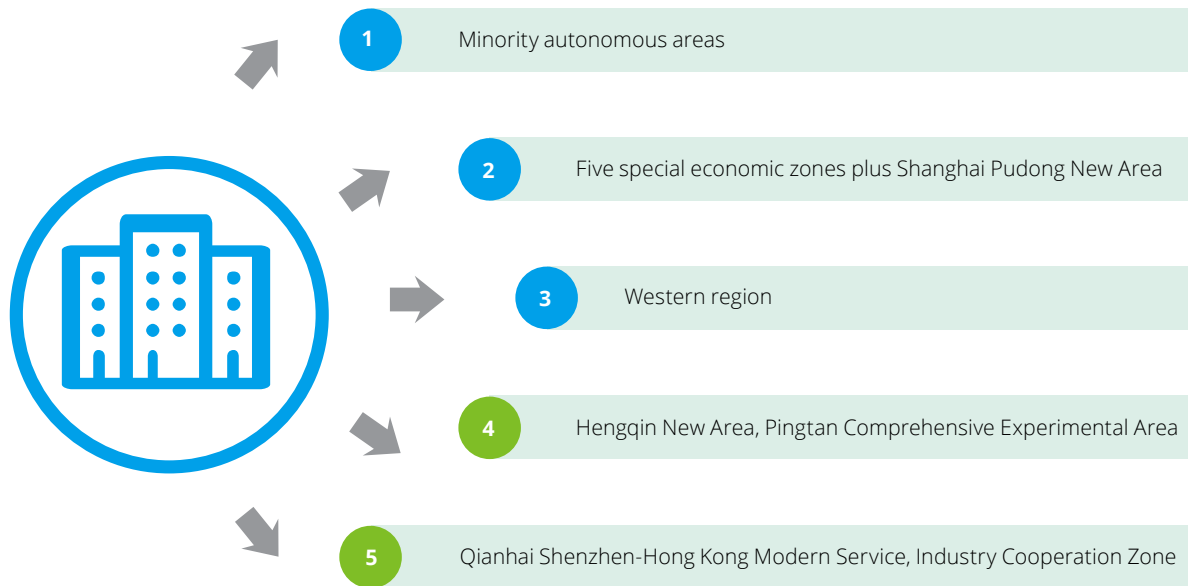 1 Minority autonomous areas
2 Five special economic zones plus Shanghai Pudong New Area
3 Western region
4 Hengqin New Area, Pingtan Comprehensive Experimental Area
5 Qianhai Shenzhen-Hong Kong Modern Service, Industry Cooperation Zone